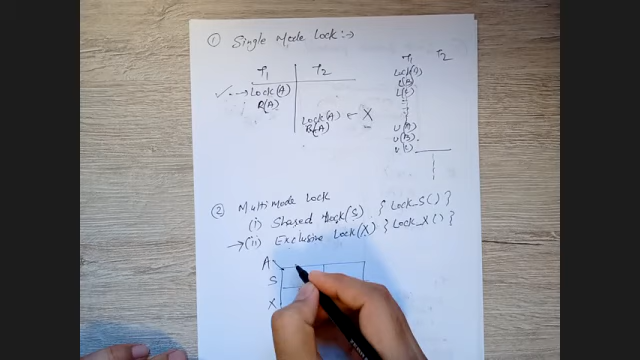 ① Single Mode Lock :→
T1 T2
✓ → Lock(A)
R(A)
Lock(A) ← X
R(A)
T1 T2
U(A)
U(B)
② Multimode Lock
(i) Shared Lock(S) {Lock_S()}
→(ii) Exclusive Lock(X) {Lock_X()}
A
S
X